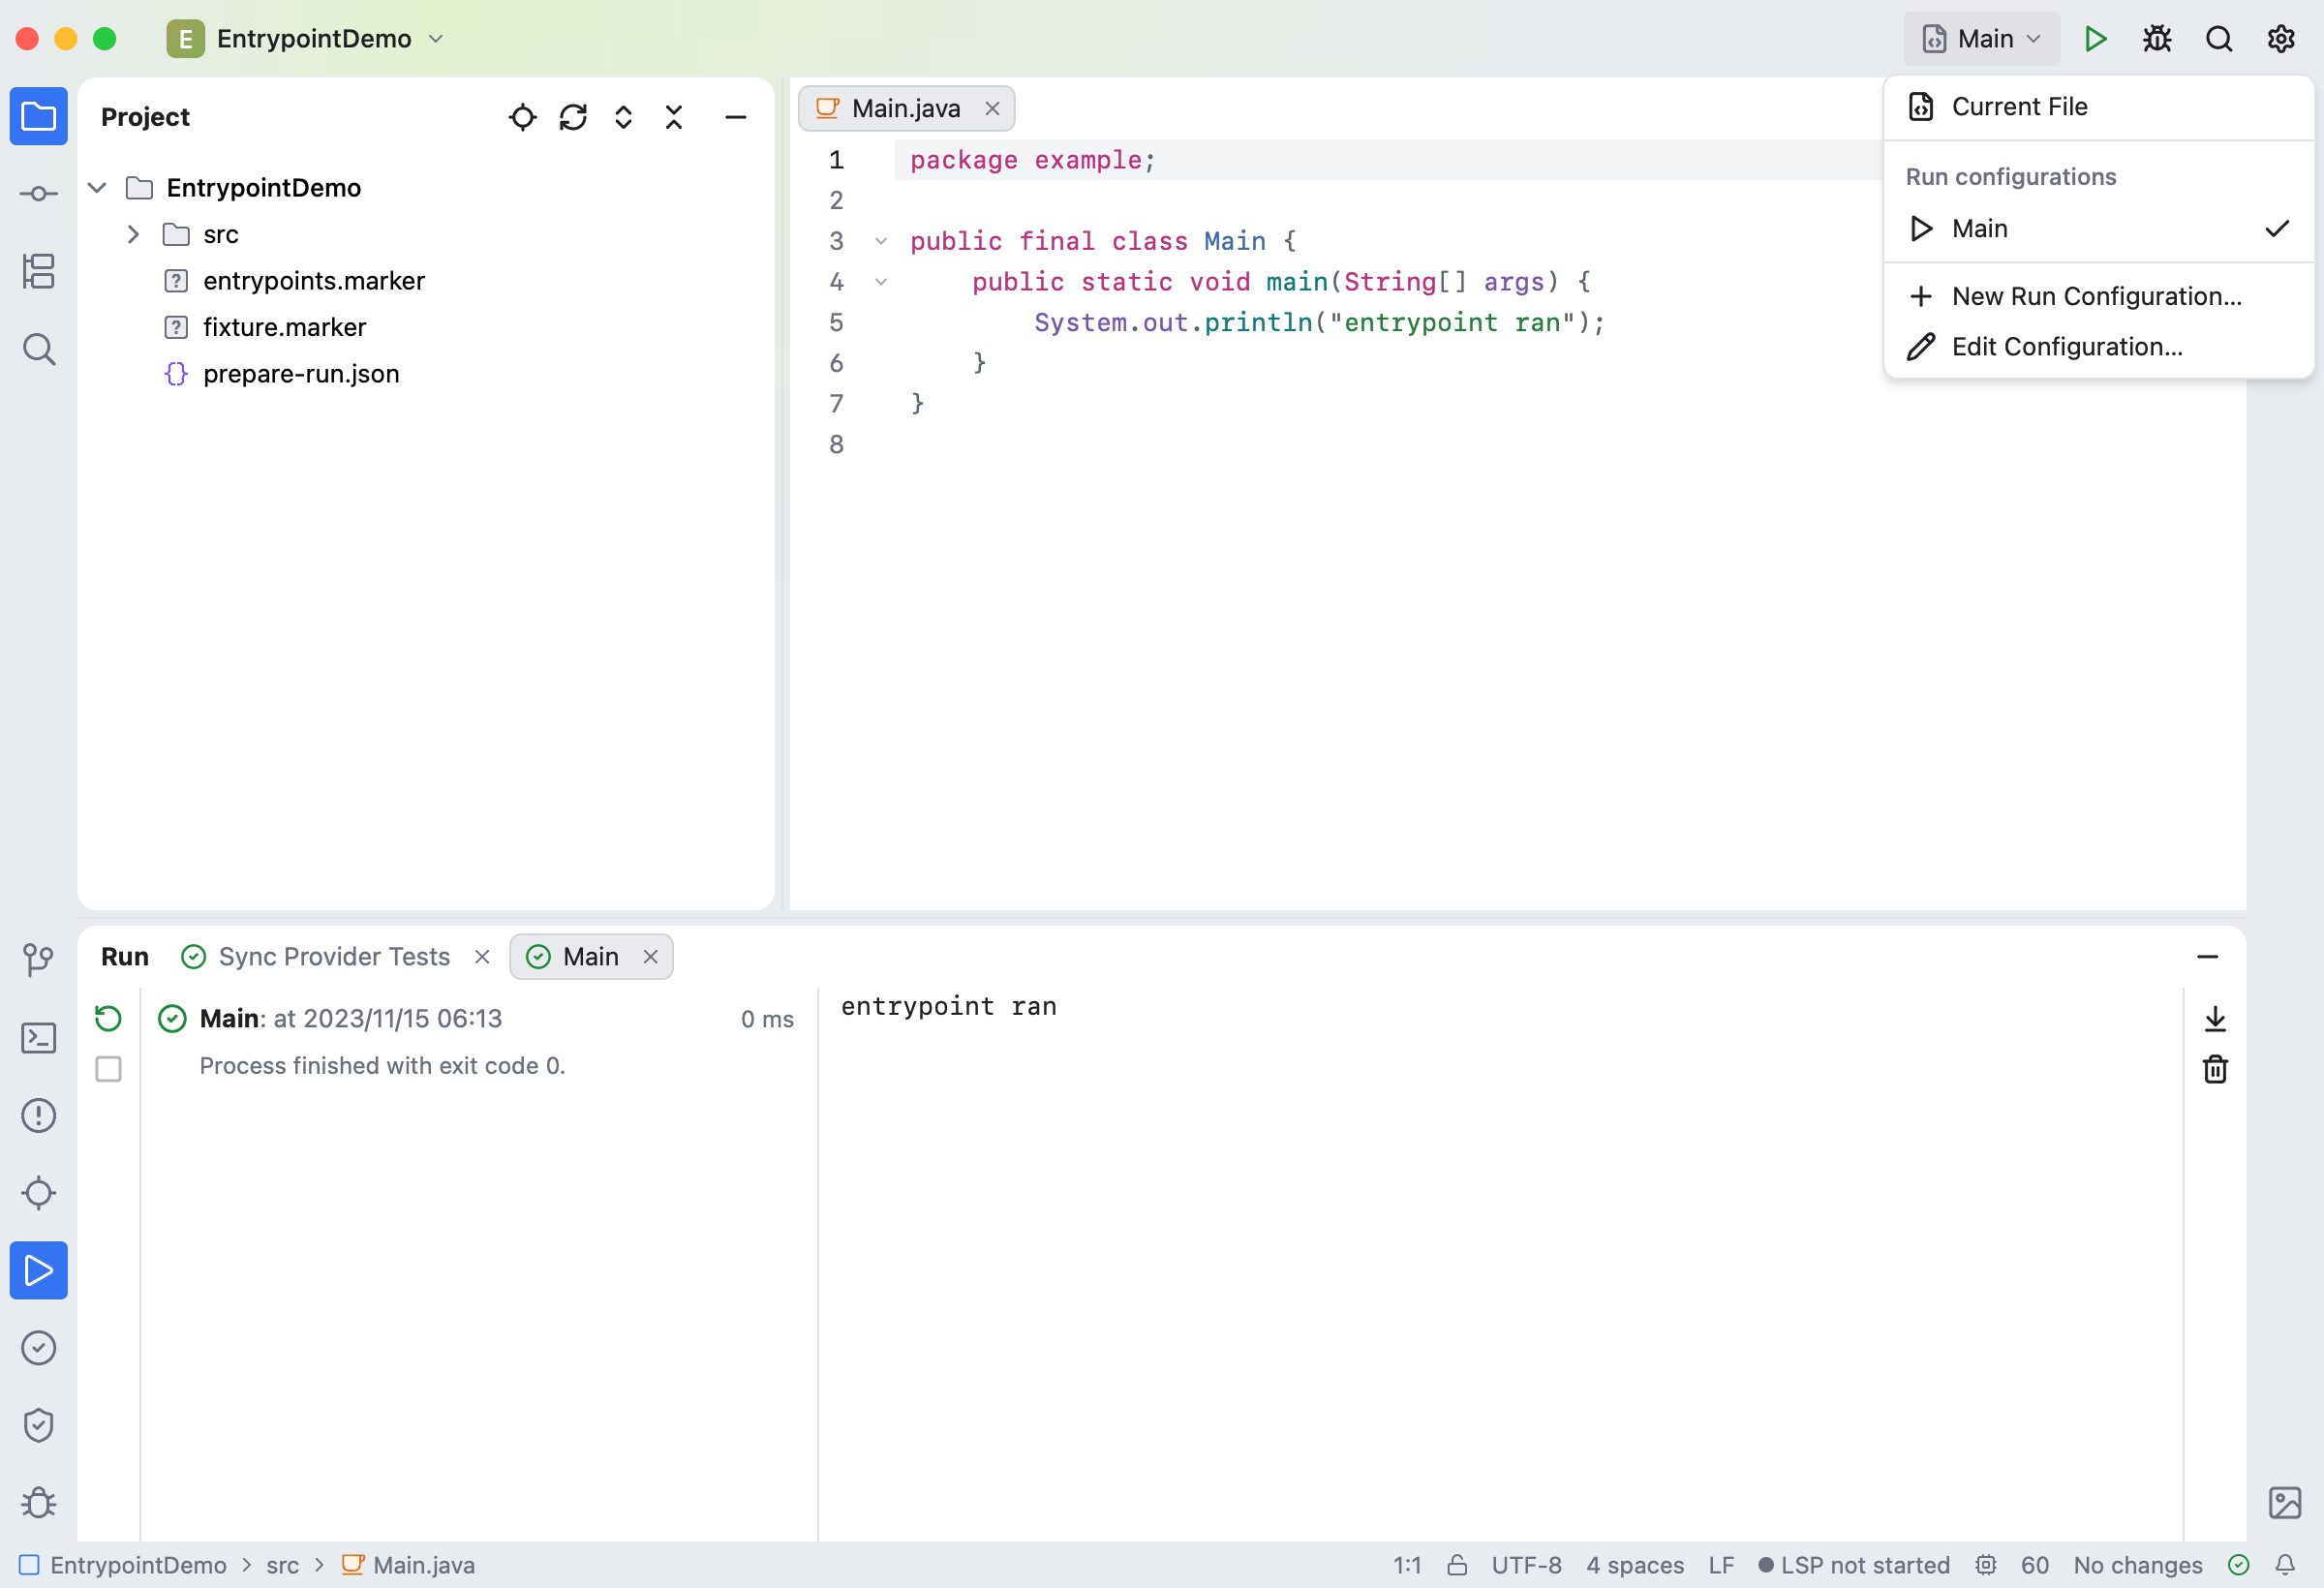 E EntrypointDemo
Main
Project
EntrypointDemo
src
entrypoints.marker
fixture.marker
prepare-run.json
Main.java
1 package example;
2
3 public final class Main {
4 public static void main(String[] args) {
5 System.out.println("entrypoint ran");
6 }
7 }
8
Current File
Run configurations
Main
New Run Configuration...
Edit Configuration...
Run
Sync Provider Tests
Main
Main: at 2023/11/15 06:13
0 ms
Process finished with exit code 0.
entrypoint ran
EntrypointDemo > src > Main.java
1:1 UTF-8 4 spaces LF LSP not started 60 No changes